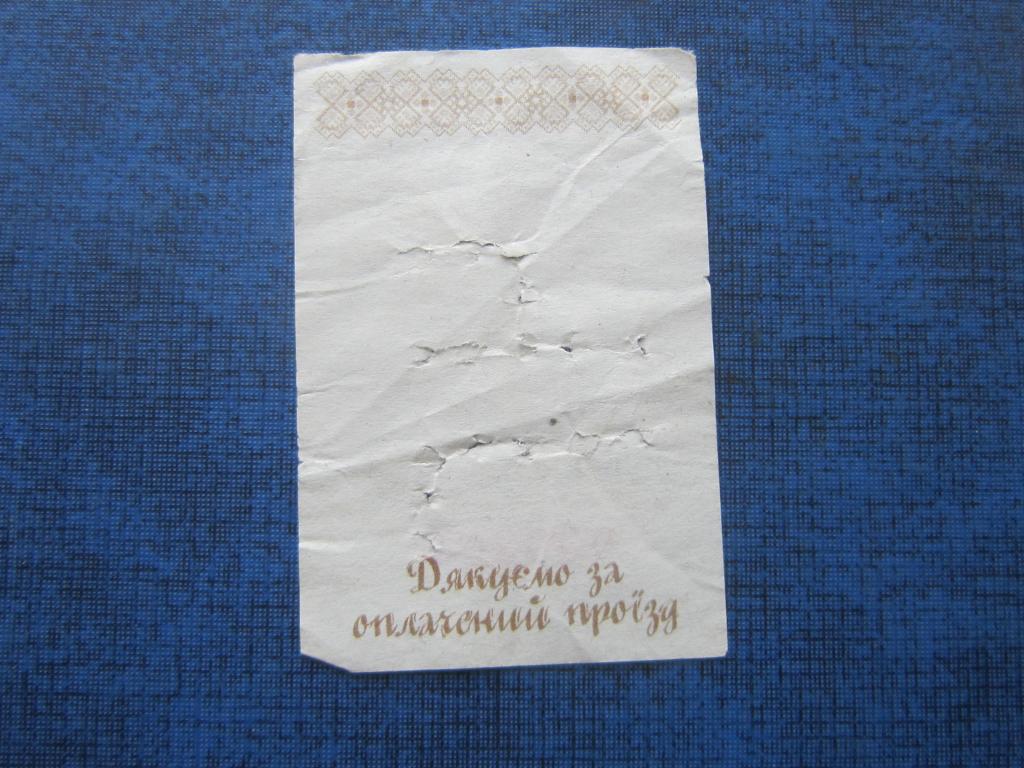 Дякуємо за
оплачений проїзд